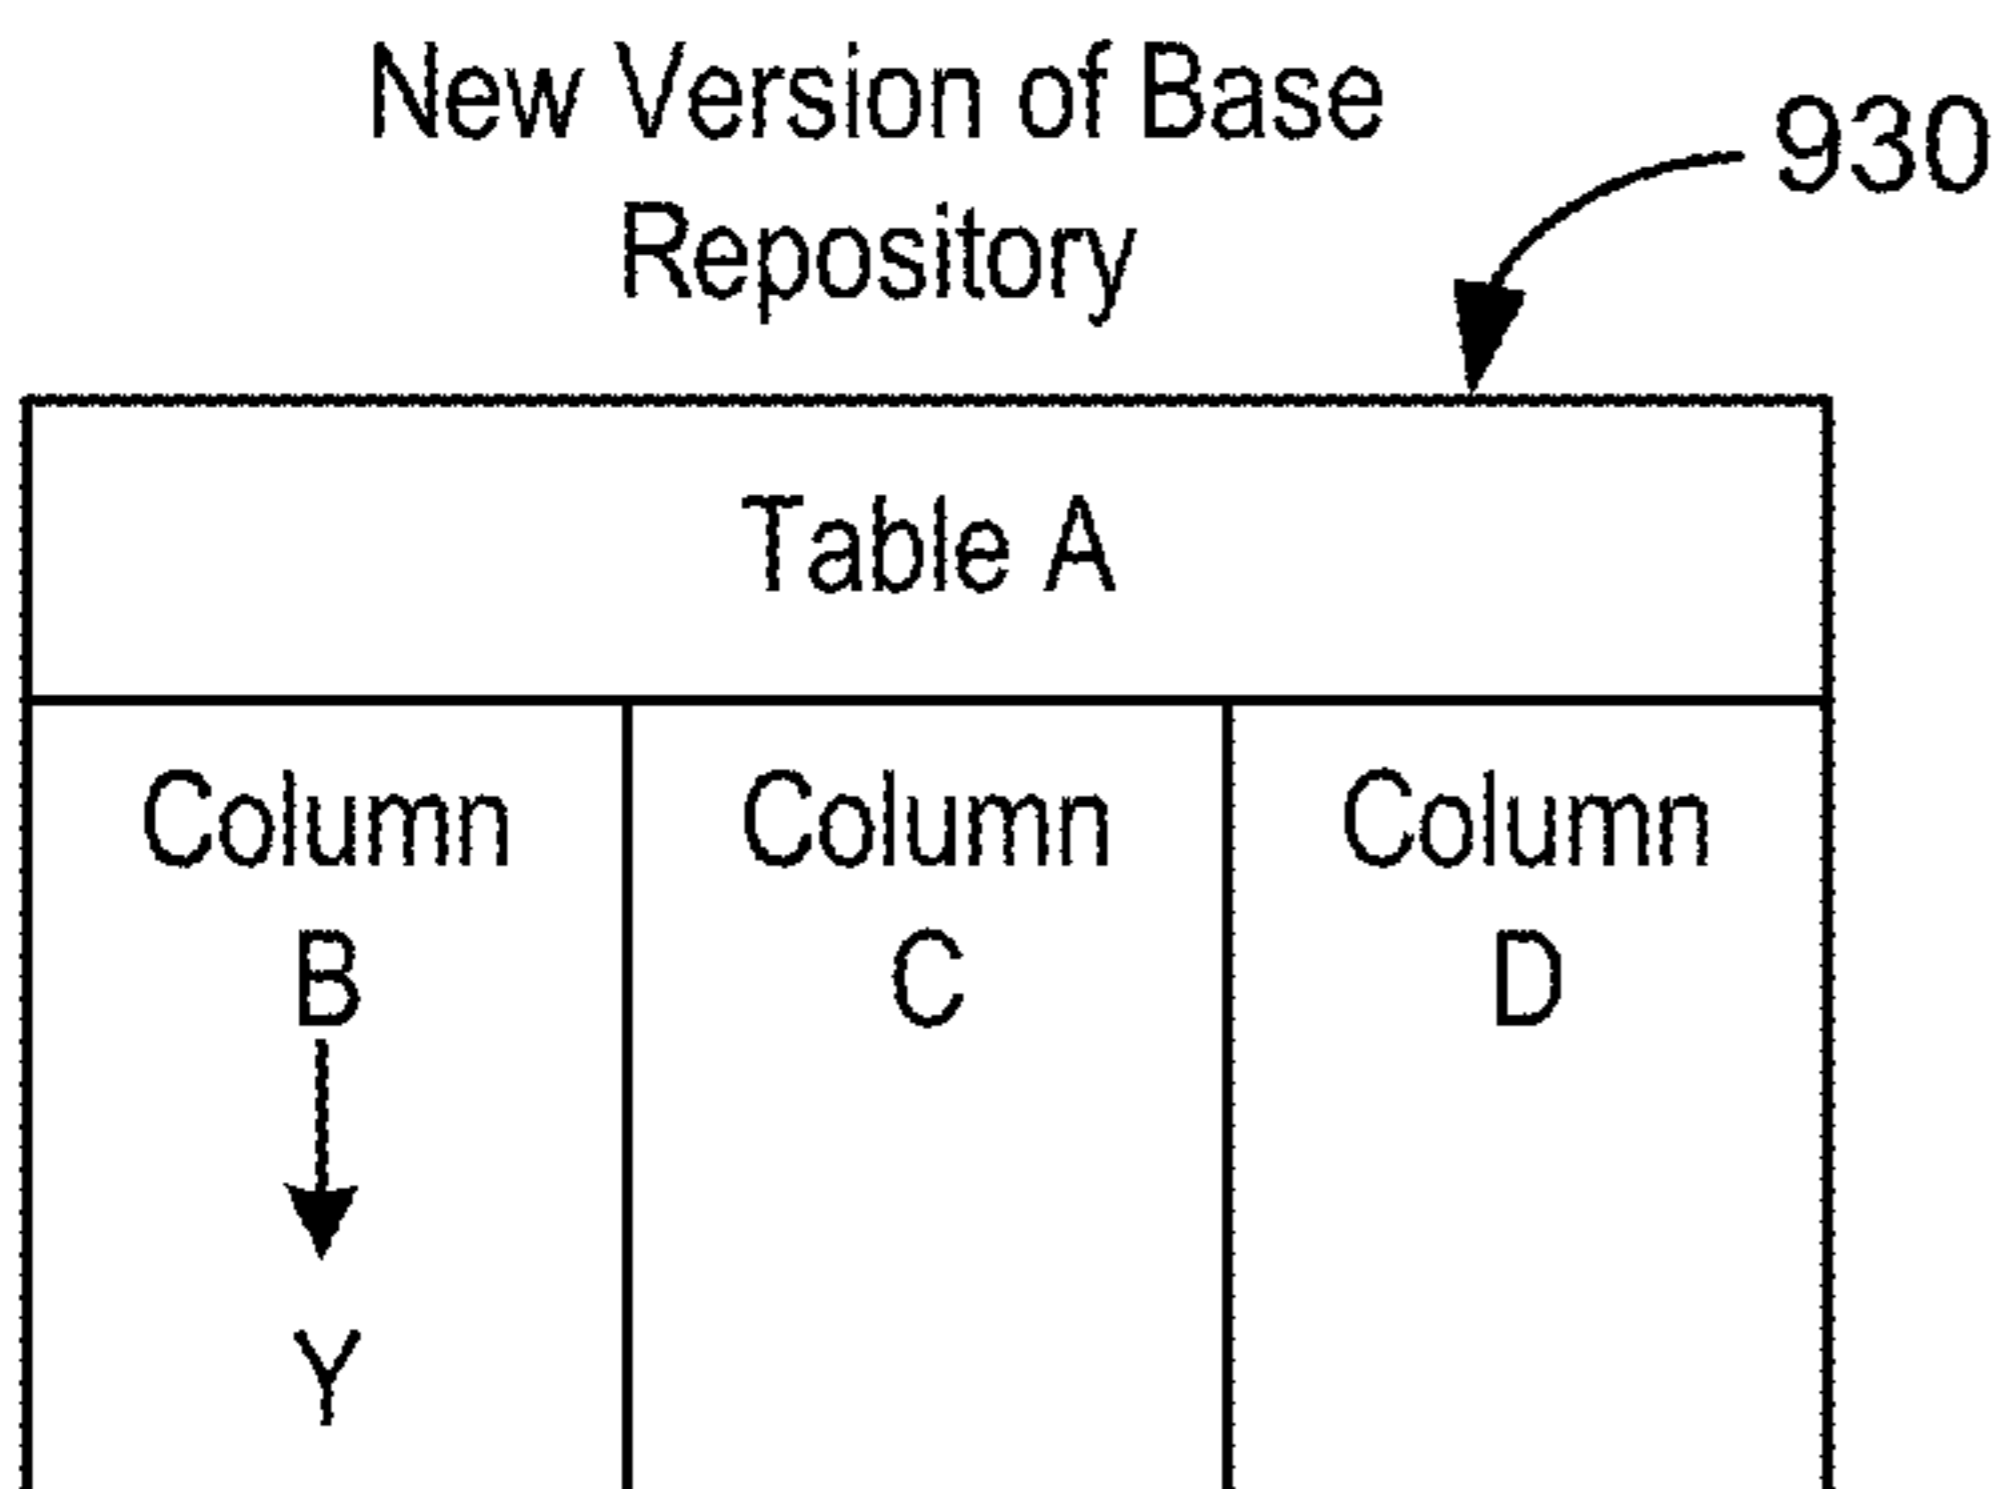 New Version of Base
Repository
930
Table A
Column
B
Y
Column
C
Column
D